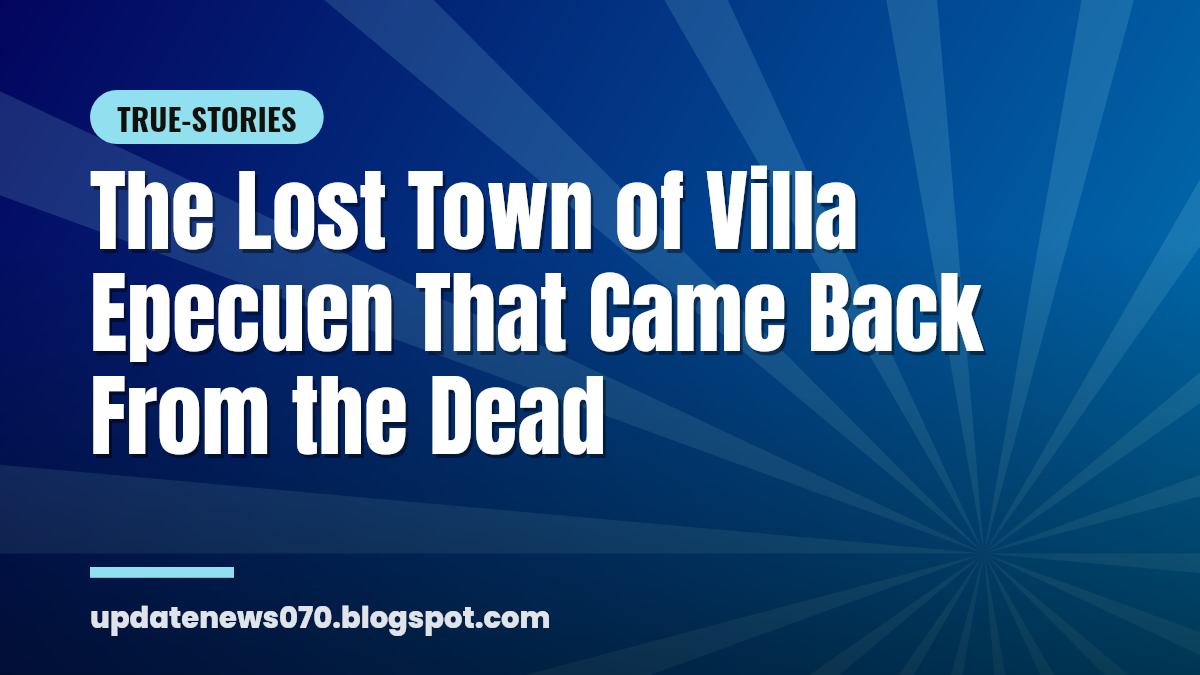 TRUE-STORIES
The Lost Town of Villa
Epecuen That Came Back
From the Dead
updatenews070.blogspot.com